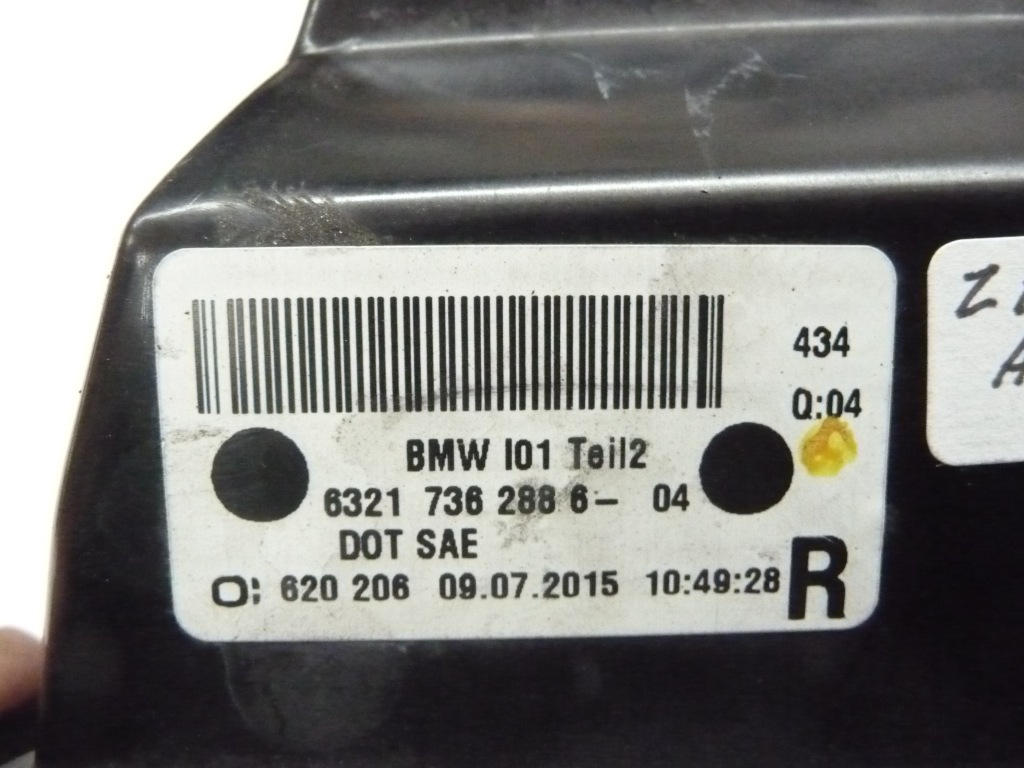 434
Q:04
BMW I01 Teil2
6321 736 288 6- 04
DOT SAE
O; 620 206 09.07.2015 10:49:28
R